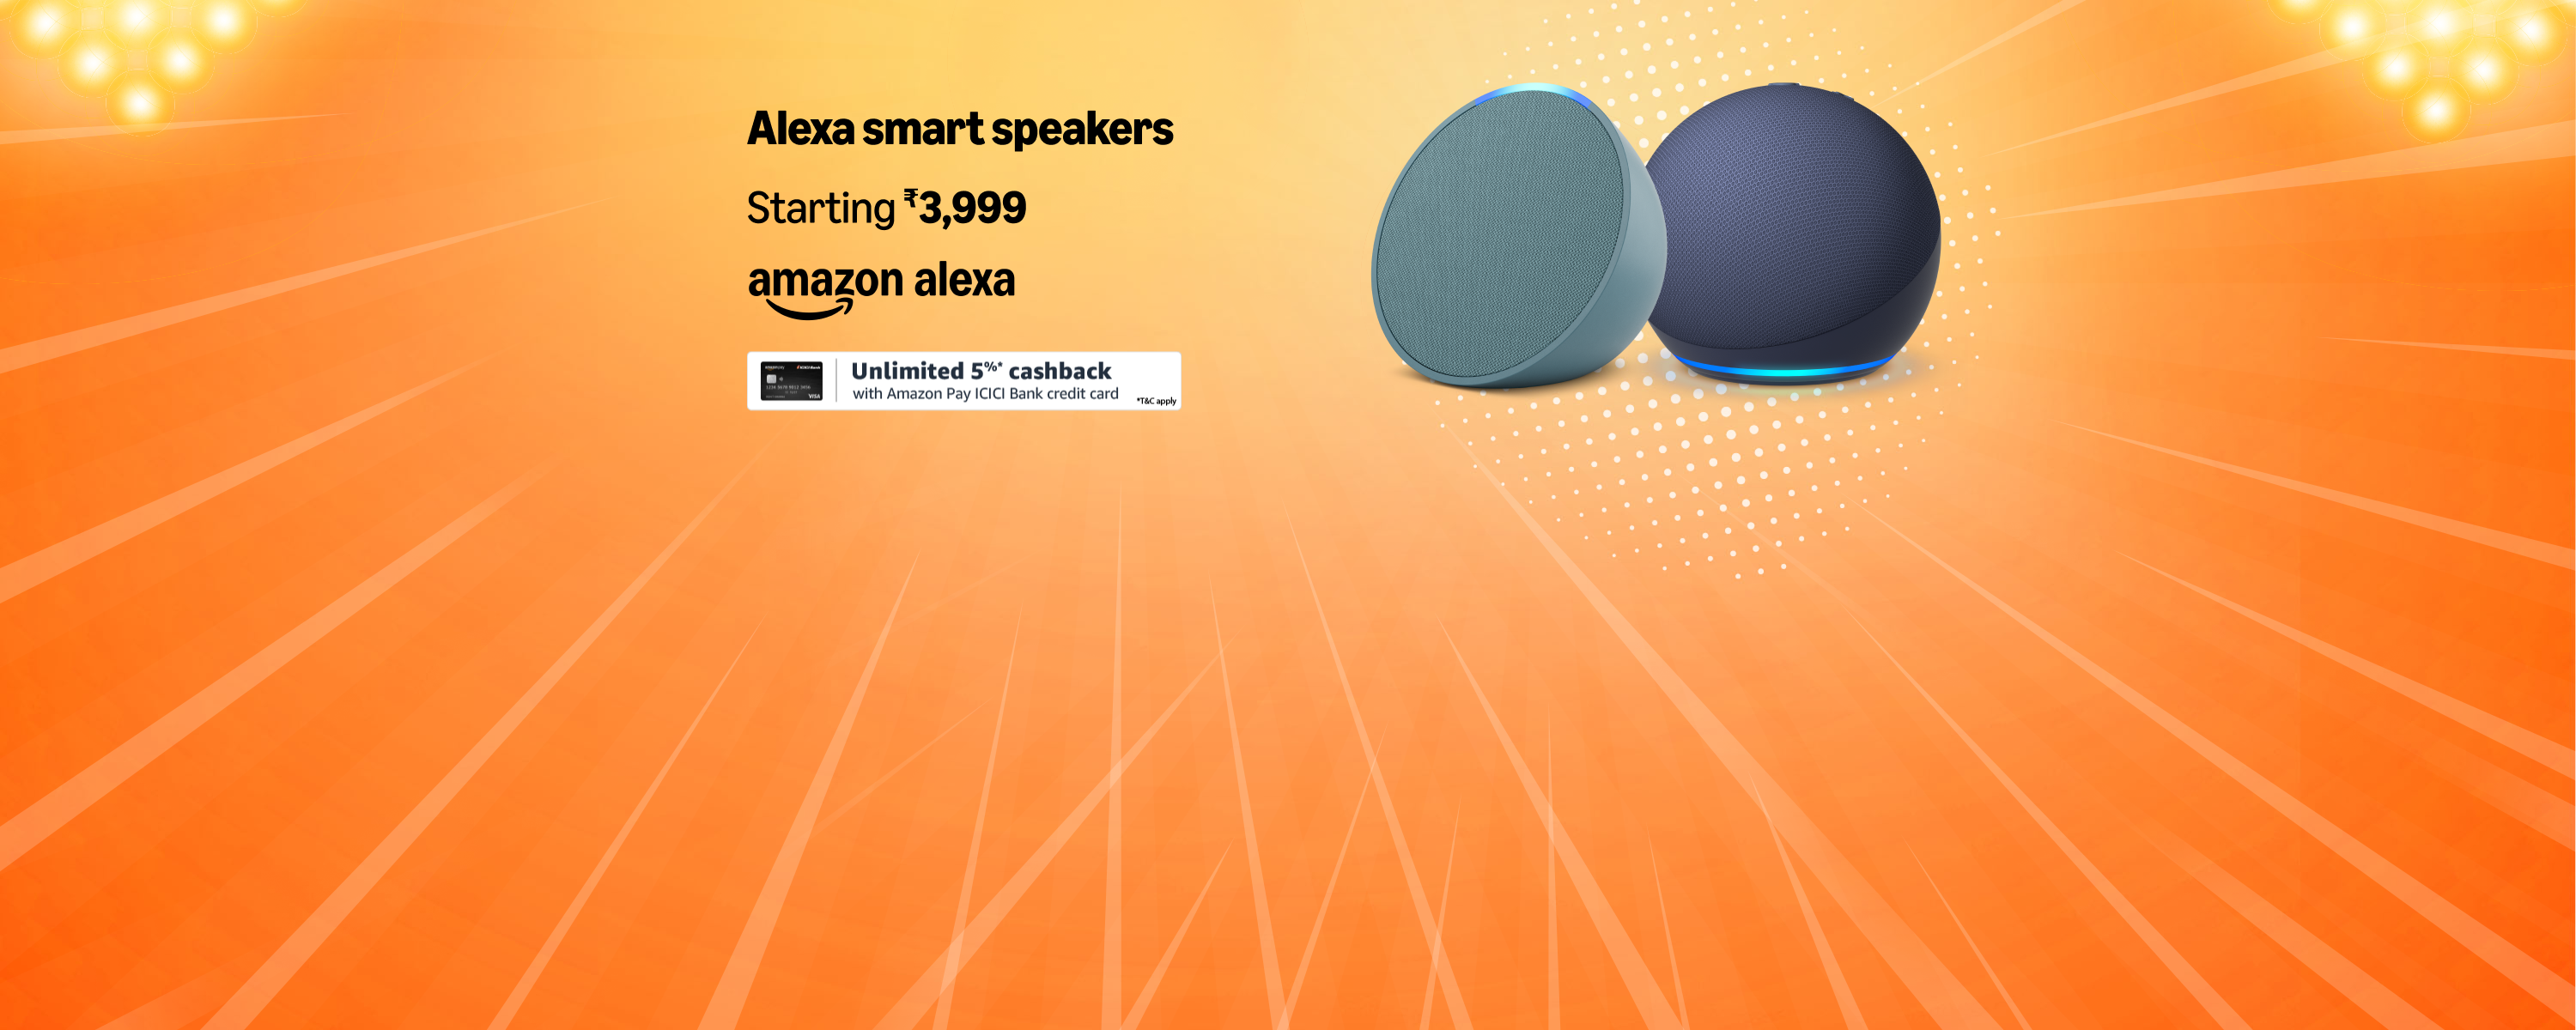 Alexa smart speakers
Starting ₹3,999
amazon alexa
Unlimited 5%* cashback
with Amazon Pay ICICI Bank credit card
*T&C apply
VISA